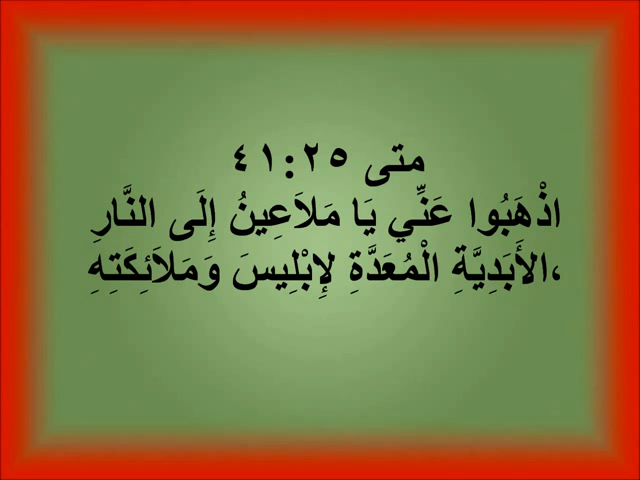 متى ٤١:٢٥
اذْهَبُوا عَنِّي يَا مَلاَعِينُ إِلَى النَّارِ
الأَبَدِيَّةِ الْمُعَدَّةِ لإِبْلِيسَ وَمَلاَئِكَتِهِ،